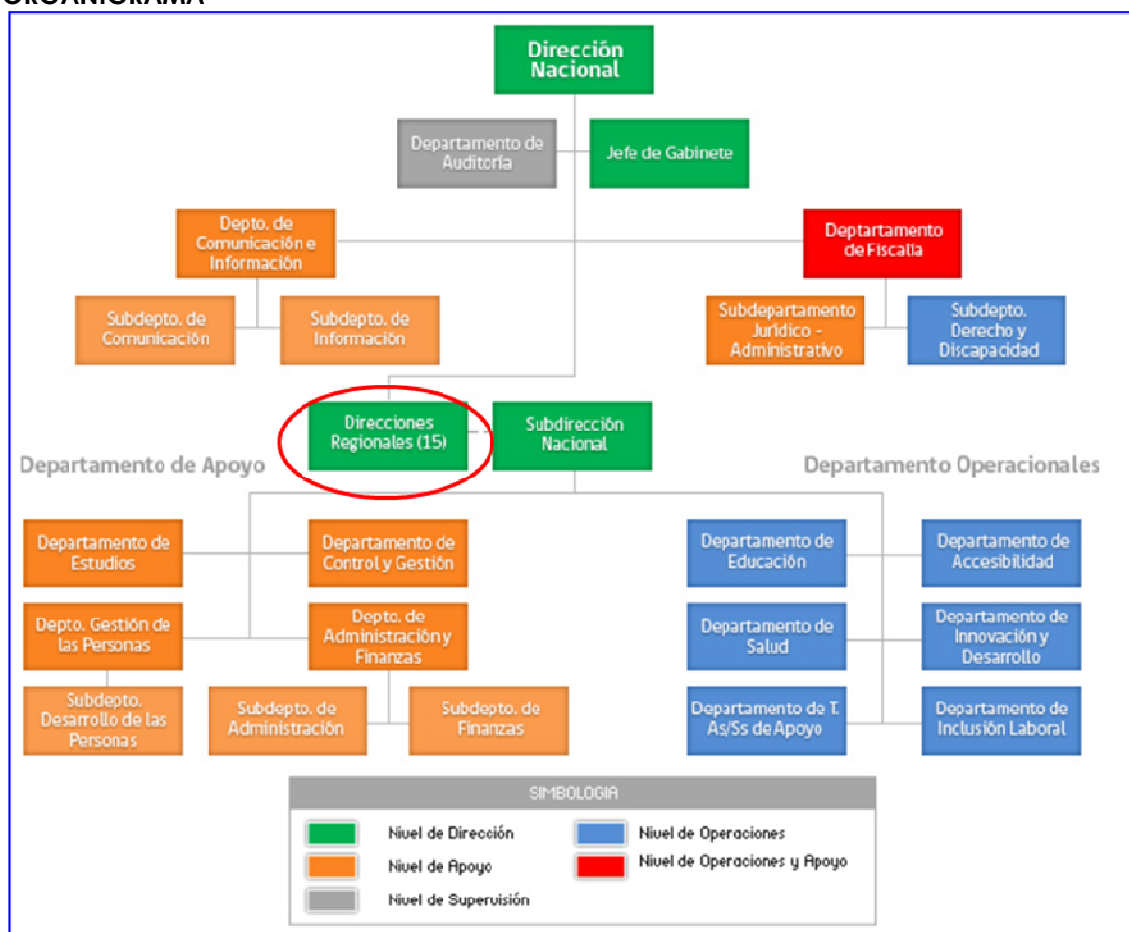 ORGANIGRAMA
Dirección
Nacional
Departamento de
Auditoría
Jefe de Gabinete
Depto. de
Comunicación e
Información
Deptartamento
de Fiscalía
Subdepto. de
Comunicación
Subdepto. de
Información
Subdepartamento
Jurídico -
Administrativo
Subdepto.
Derecho y
Discapacidad
Direcciones
Regionales (15)
Subdirección
Nacional
Departamento de Apoyo
Departamento Operacionales
Departamento de
Estudios
Departamento de
Control y Gestión
Departamento de
Educación
Departamento de
Accesibilidad
Depto. Gestión de
las Personas
Depto. de
Administración y
Finanzas
Departamento de
Salud
Departamento de
Innovación y
Desarrollo
Subdepto.
Desarrollo de las
Personas
Subdepto. de
Administración
Subdepto. de
Finanzas
Departamento de T.
As/Ss de Apoyo
Departamento de
Inclusión Laboral
SIMBOLOGIA
Nivel de Dirección
Nivel de Operaciones
Nivel de Apoyo
Nivel de Operaciones y Apoyo
Nivel de Supervisión